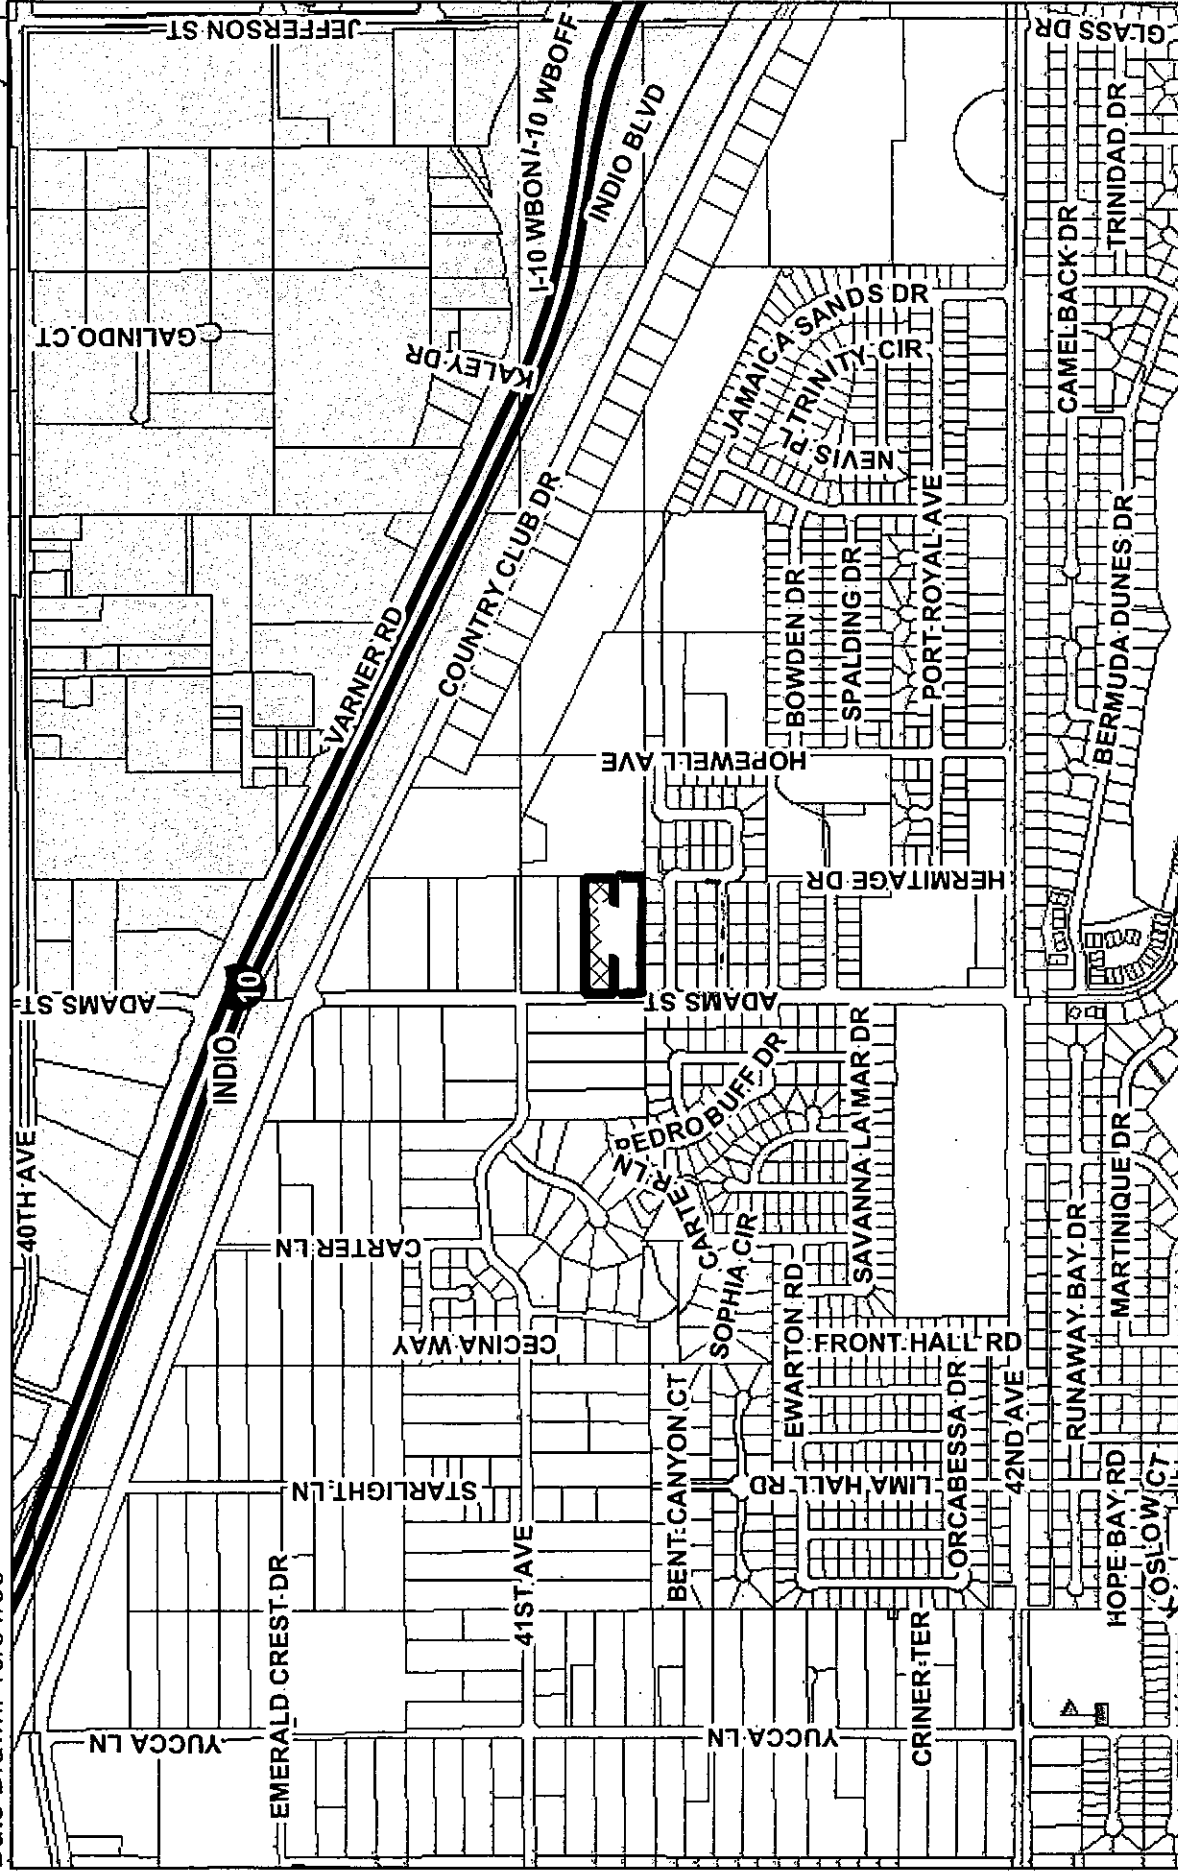 JEFFERSON ST
GLASS DR
I-10 WBON/I-10 WBOFF
INDIO BLVD
TRINIDAD DR
CAMELBACK DR
GALINDO CT
KALEY DR
JAMAICA SANDS DR
TRINITY CIR
NEVIS PL
COUNTRY CLUB DR
VARNER RD
BOWDEN DR
SPALDING DR
PORT ROYAL AVE
BERMUDA DUNES DR
HOPEWELL AVE
HERMITAGE DR
ADAMS ST
10
INDIO
ADAMS ST
40TH AVE
PEDRO BUFF DR
SAVANNA LA MAR DR
CARTER LN
CARTER LN
SOPHIA CIR
MARTINIQUE DR
RUNAWAY BAY DR
CECINA WAY
EWARTON RD
FRONT HALL RD
BENT CANYON CT
ORCABESSA DR
42ND AVE
STARLIGHT LN
LIMA HALL RD
HOPE BAY RD
YOSLOW CT
EMERALD CREST DR
41ST AVE
CRINER TER
YUCCA LN
YUCCA LN